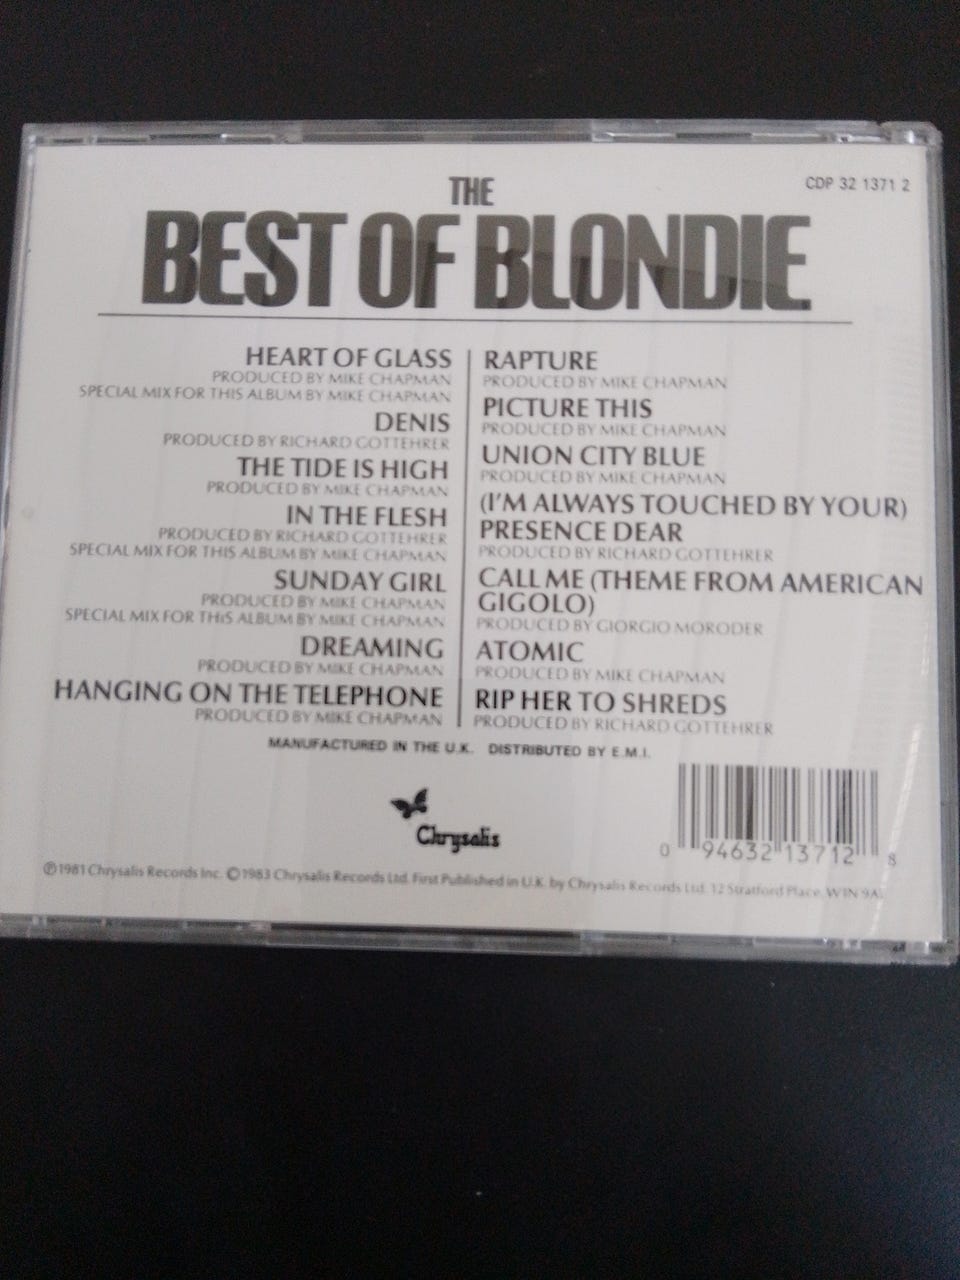 CDP 32 1371 2
THE
BEST OF BLONDIE
HEART OF GLASS
PRODUCED BY MIKE CHAPMAN
SPECIAL MIX FOR THIS ALBUM BY MIKE CHAPMAN
DENIS
PRODUCED BY RICHARD GOTTEHRER
THE TIDE IS HIGH
PRODUCED BY MIKE CHAPMAN
IN THE FLESH
PRODUCED BY RICHARD GOTTEHRER
SPECIAL MIX FOR THIS ALBUM BY MIKE CHAPMAN
SUNDAY GIRL
PRODUCED BY MIKE CHAPMAN
SPECIAL MIX FOR THIS ALBUM BY MIKE CHAPMAN
DREAMING
PRODUCED BY MIKE CHAPMAN
HANGING ON THE TELEPHONE
PRODUCED BY MIKE CHAPMAN
RAPTURE
PRODUCED BY MIKE CHAPMAN
PICTURE THIS
PRODUCED BY MIKE CHAPMAN
UNION CITY BLUE
PRODUCED BY MIKE CHAPMAN
(I'M ALWAYS TOUCHED BY YOUR)
PRESENCE DEAR
PRODUCED BY RICHARD GOTTEHRER
CALL ME (THEME FROM AMERICAN
GIGOLO)
PRODUCED BY GIORGIO MORODER
ATOMIC
PRODUCED BY MIKE CHAPMAN
RIP HER TO SHREDS
PRODUCED BY RICHARD GOTTEHRER
MANUFACTURED IN THE U.K. DISTRIBUTED BY E.M.I.
Chrysalis
0 94632 13712 8
℗1981 Chrysalis Records Inc. ©1983 Chrysalis Records Ltd. First Published in U.K. by Chrysalis Records Ltd. 12 Stratford Place, W1N